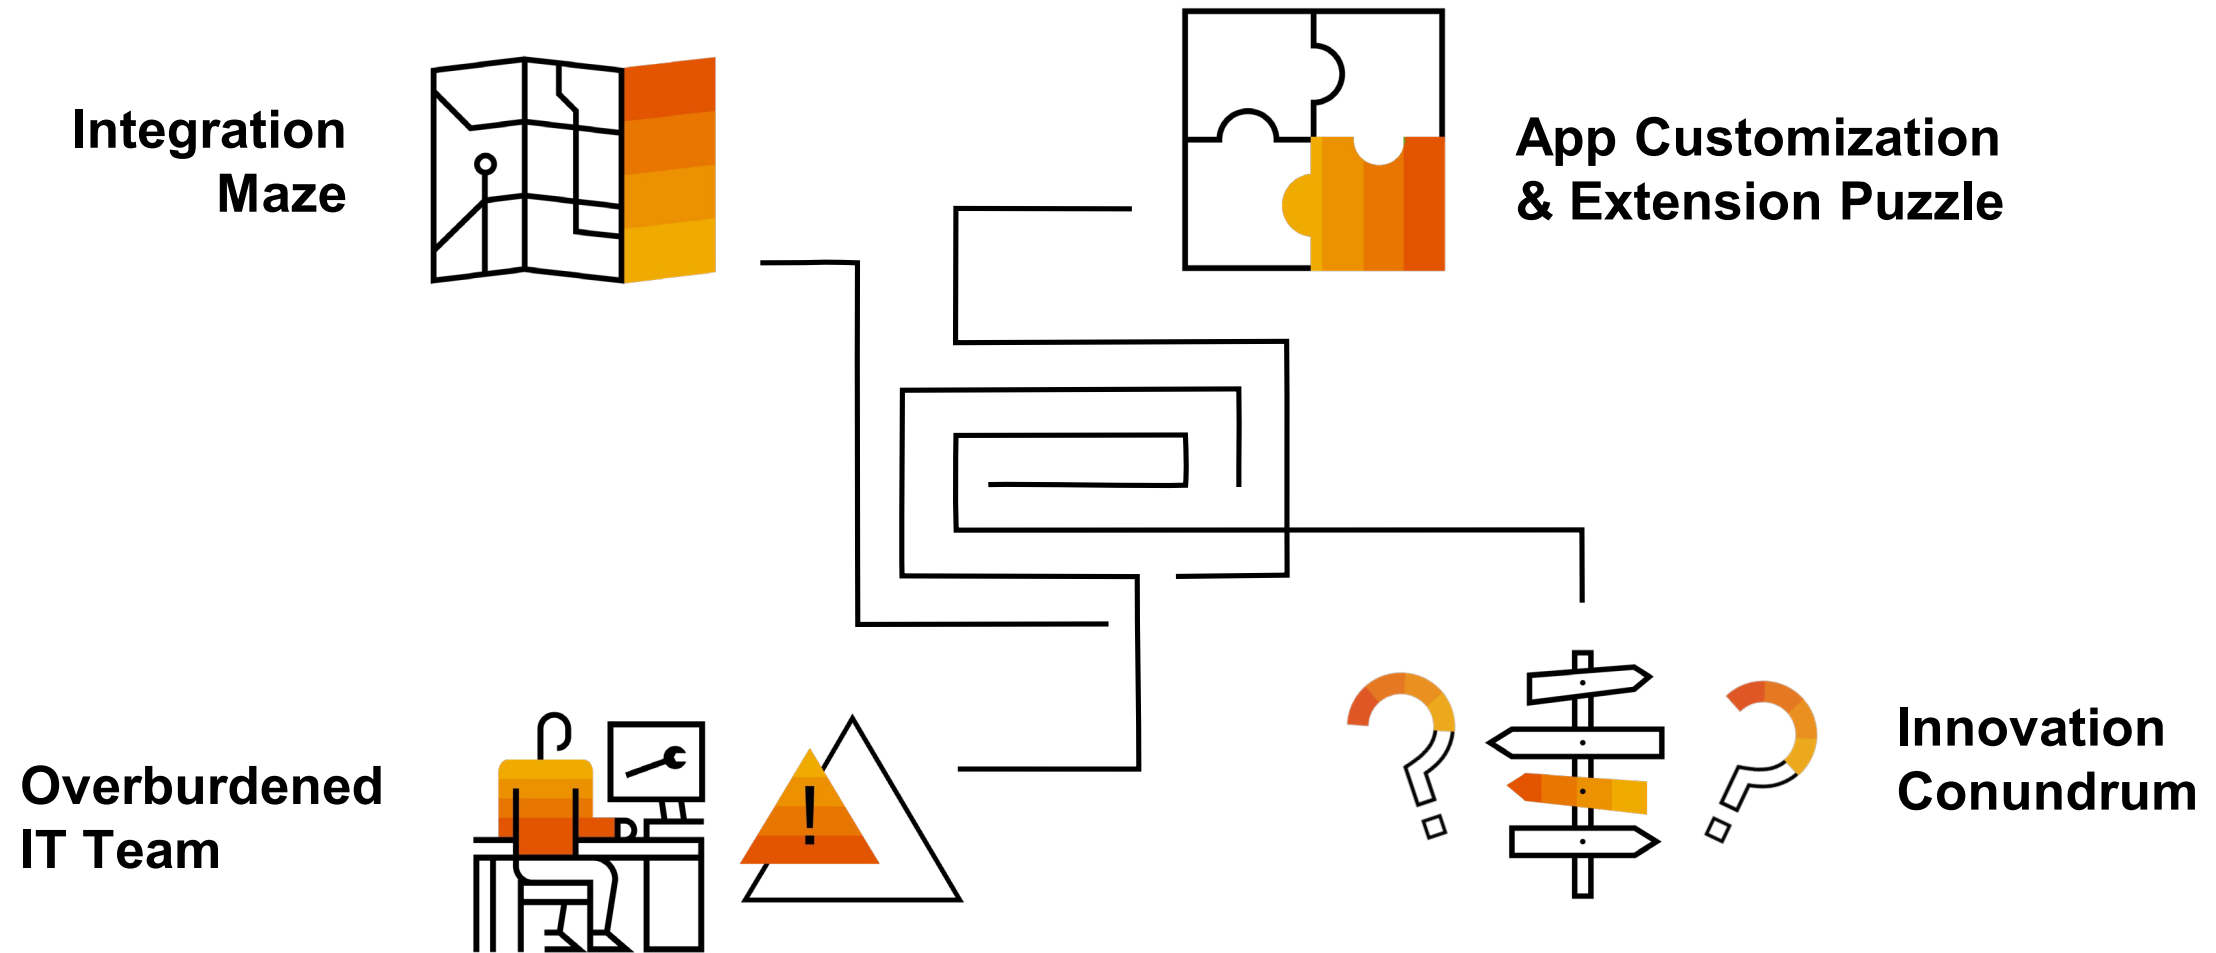 Integration
Maze
App Customization
& Extension Puzzle
Overburdened
IT Team
!
Innovation
Conundrum